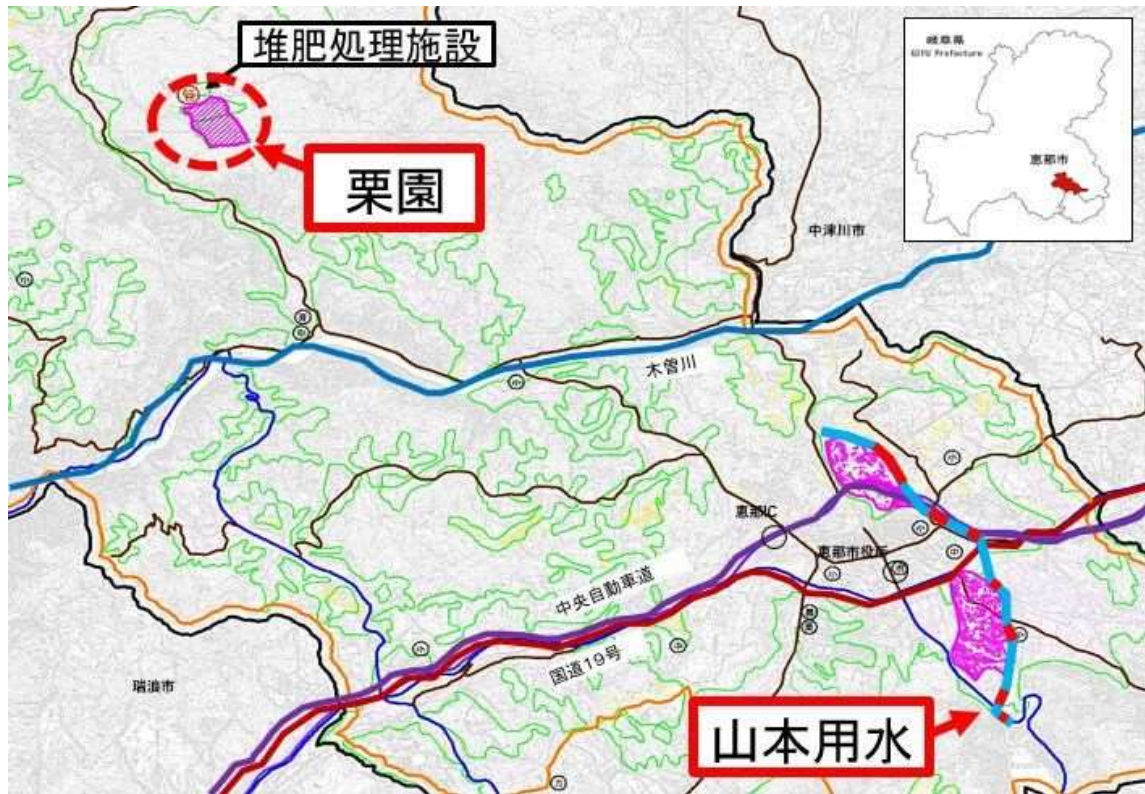 堆肥処理施設
岐阜県
GIFU Prefecture
恵那市
栗園
中津川市
木曽川
恵那IC
恵那市役所
中央自動車道
国道19号
瑞浪市
山本用水